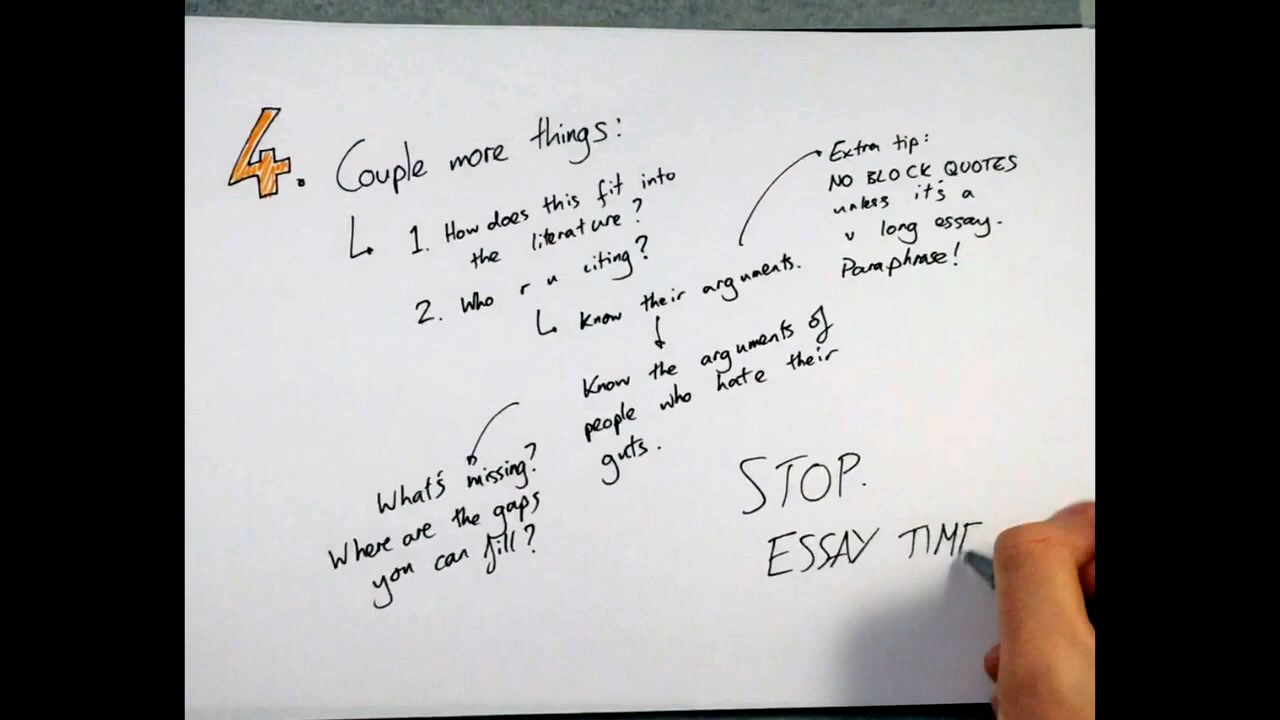 4. Couple more things:
1. How does this fit into
the literature?
2. Who r u citing?
Know their arguments.
Extra tip:
NO BLOCK QUOTES
unless it's a
v long essay.
Paraphrase!
Know the arguments of
people who hate their
guts.
What's missing?
Where are the gaps
you can fill?
STOP.
ESSAY TIME